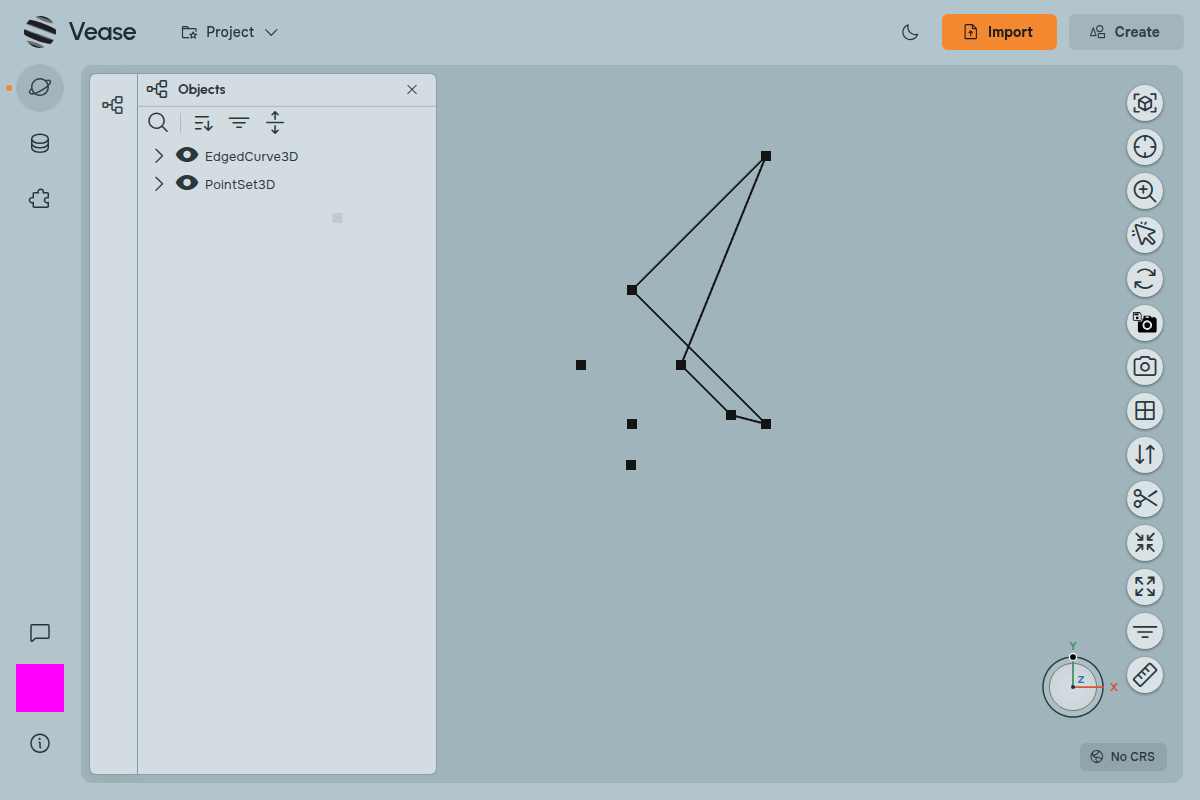 Vease
Project
Import
Create
Objects
EdgedCurve3D
PointSet3D
Y
Z
X
No CRS